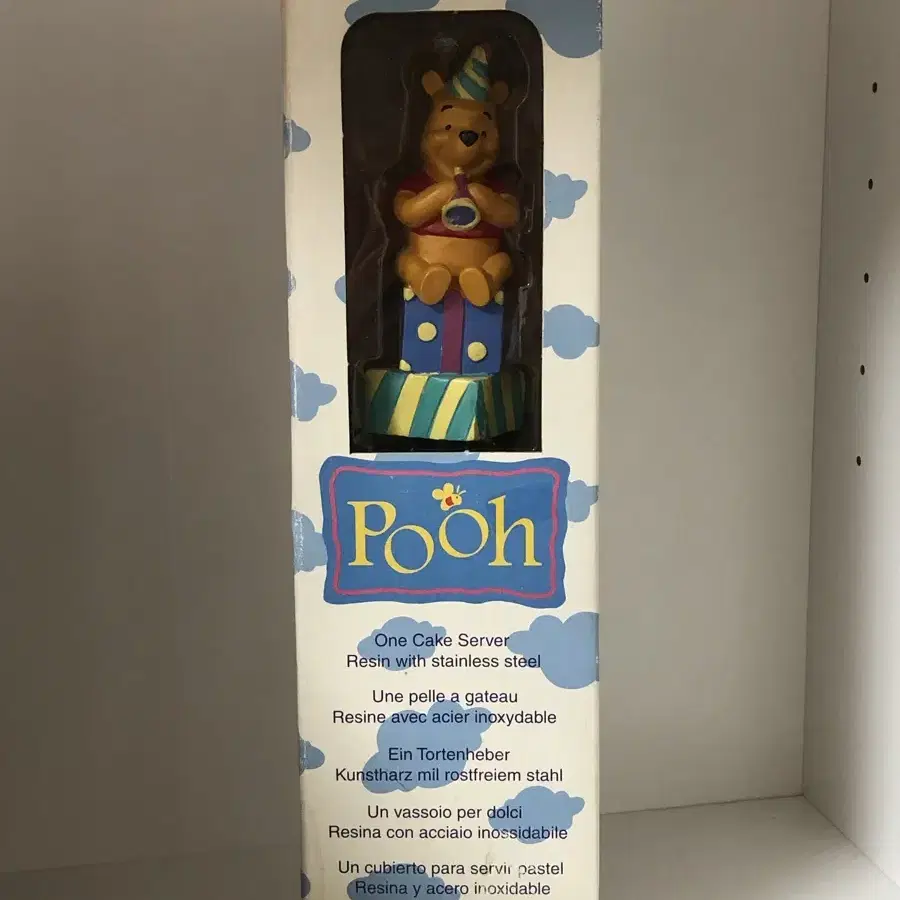 Pooh
One Cake Server
Resin with stainless steel
Une pelle a gateau
Resine avec acier inoxydable
Ein Tortenheber
Kunstharz mil rostfreiem stahl
Un vassoio per dolci
Resina con acciaio inossidabile
Un cubierto para servir pastel
Resina y acero inoxidable